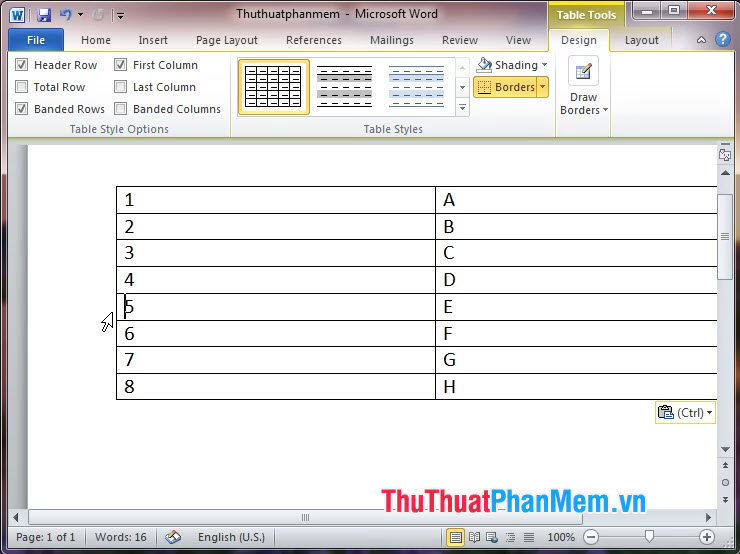 Thuthuatphanmem - Microsoft Word
Table Tools
File Home Insert Page Layout References Mailings Review View Design Layout
Header Row First Column
Total Row Last Column
Banded Rows Banded Columns
Table Style Options
Table Styles
Shading
Borders
Draw
Borders
1 A
2 B
3 C
4 D
5 E
6 F
7 G
8 H
(Ctrl)
ThuThuatPhanMem.vn
Page: 1 of 1 Words: 16 English (U.S.) 100%